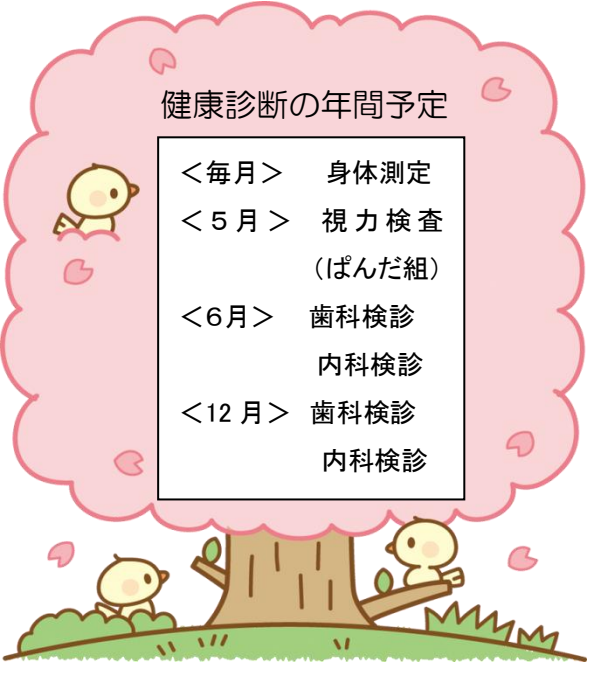 健康診断の年間予定
＜毎月＞　身体測定
＜５月＞　視力検査
（ぱんだ組）
＜６月＞　歯科検診
内科検診
＜12月＞　歯科検診
内科検診